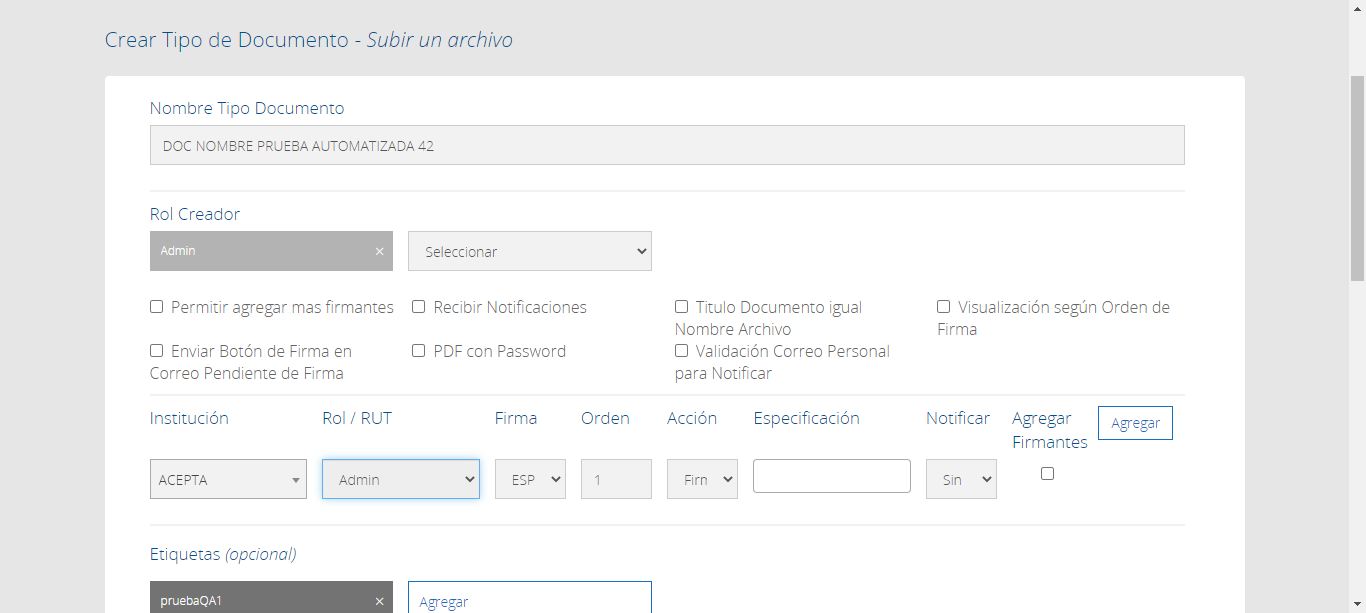 Crear Tipo de Documento - Subir un archivo
Nombre Tipo Documento
DOC NOMBRE PRUEBA AUTOMATIZADA 42
Rol Creador
Admin ×
Seleccionar
Permitir agregar mas firmantes
Recibir Notificaciones
Titulo Documento igual
Nombre Archivo
Visualización según Orden de
Firma
Enviar Botón de Firma en
Correo Pendiente de Firma
PDF con Password
Validación Correo Personal
para Notificar
Institución
Rol / RUT
Firma
Orden
Acción
Especificación
Notificar
Agregar
Firmantes
Agregar
ACEPTA
Admin
ESP
1
Firn
Sin
Etiquetas (opcional)
pruebaQA1 ×
Agregar